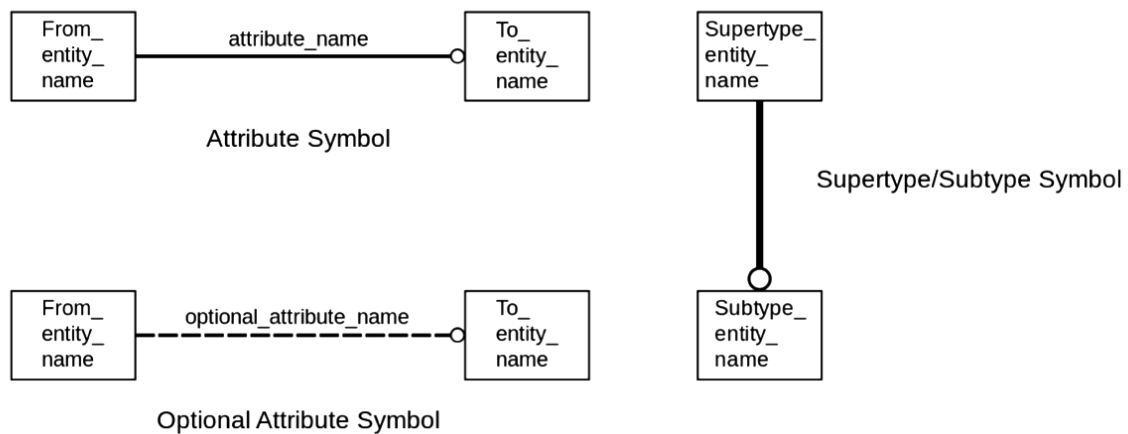 From_
entity_
name
attribute_name
To_
entity_
name
Attribute Symbol
Supertype_
entity_
name
Supertype/Subtype Symbol
Subtype_
entity_
name
From_
entity_
name
optional_attribute_name
To_
entity_
name
Optional Attribute Symbol